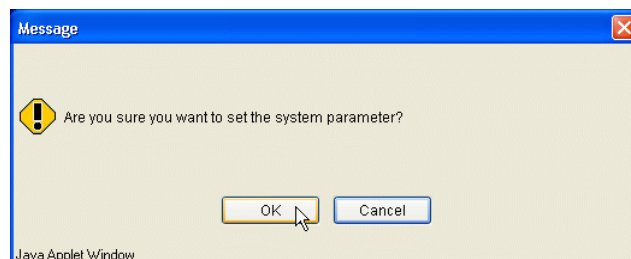 Message
Are you sure you want to set the system parameter?
OK
Cancel
Java Applet Window